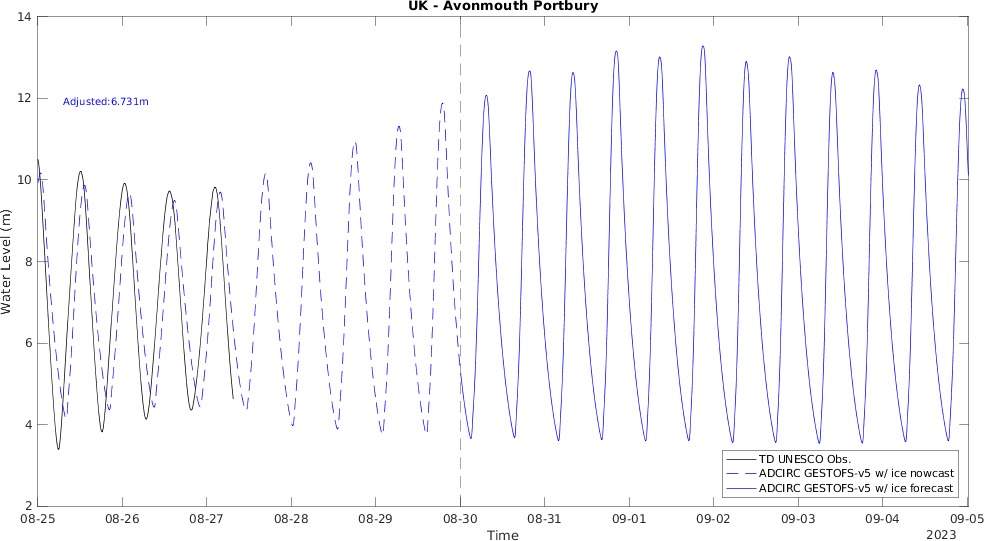 UK - Avonmouth Portbury
14
12
10
8
6
4
2
Water Level (m)
Adjusted:6.731m
TD UNESCO Obs.
ADCIRC GESTOFS-v5 w/ ice nowcast
ADCIRC GESTOFS-v5 w/ ice forecast
08-25 08-26 08-27 08-28 08-29 08-30 08-31 09-01 09-02 09-03 09-04 09-05
Time
2023